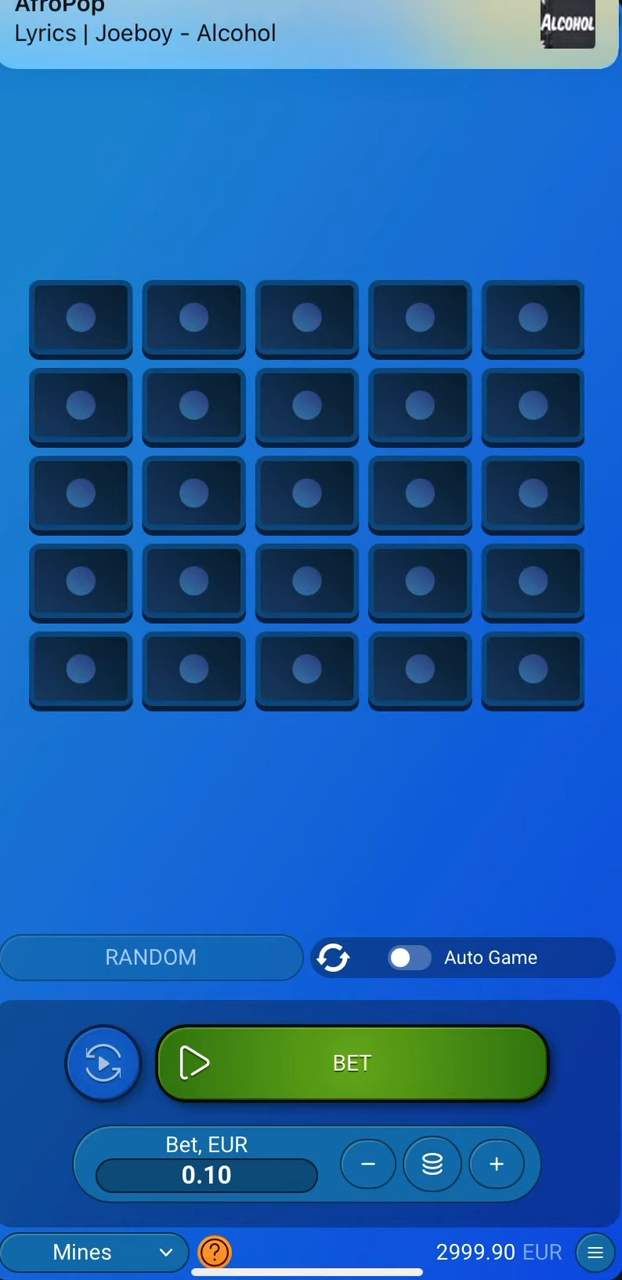 AfroPop
Lyrics | Joeboy - Alcohol
ALCOHOL
RANDOM
Auto Game
BET
Bet, EUR
0.10
Mines
?
2999.90 EUR